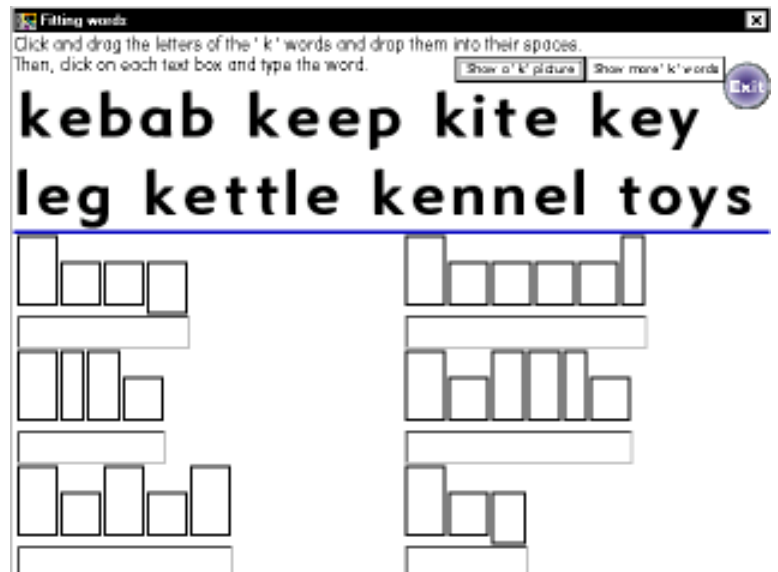 Fitting words
Click and drag the letters of the ' k ' words and drop them into their spaces.
Then, click on each text box and type the word.
Show a ' k' picture
Show more ' k' words
Exit
kebab keep kite key
leg kettle kennel toys